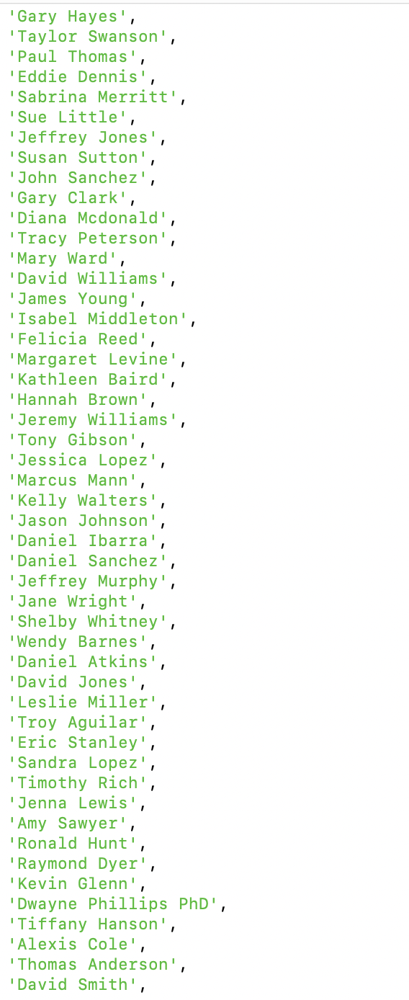 'Gary Hayes',
'Taylor Swanson',
'Paul Thomas',
'Eddie Dennis',
'Sabrina Merritt',
'Sue Little',
'Jeffrey Jones',
'Susan Sutton',
'John Sanchez',
'Gary Clark',
'Diana Mcdonald',
'Tracy Peterson',
'Mary Ward',
'David Williams',
'James Young',
'Isabel Middleton',
'Felicia Reed',
'Margaret Levine',
'Kathleen Baird',
'Hannah Brown',
'Jeremy Williams',
'Tony Gibson',
'Jessica Lopez',
'Marcus Mann',
'Kelly Walters',
'Jason Johnson',
'Daniel Ibarra',
'Daniel Sanchez',
'Jeffrey Murphy',
'Jane Wright',
'Shelby Whitney',
'Wendy Barnes',
'Daniel Atkins',
'David Jones',
'Leslie Miller',
'Troy Aguilar',
'Eric Stanley',
'Sandra Lopez',
'Timothy Rich',
'Jenna Lewis',
'Amy Sawyer',
'Ronald Hunt',
'Raymond Dyer',
'Kevin Glenn',
'Dwayne Phillips PhD',
'Tiffany Hanson',
'Alexis Cole',
'Thomas Anderson',
'David Smith',